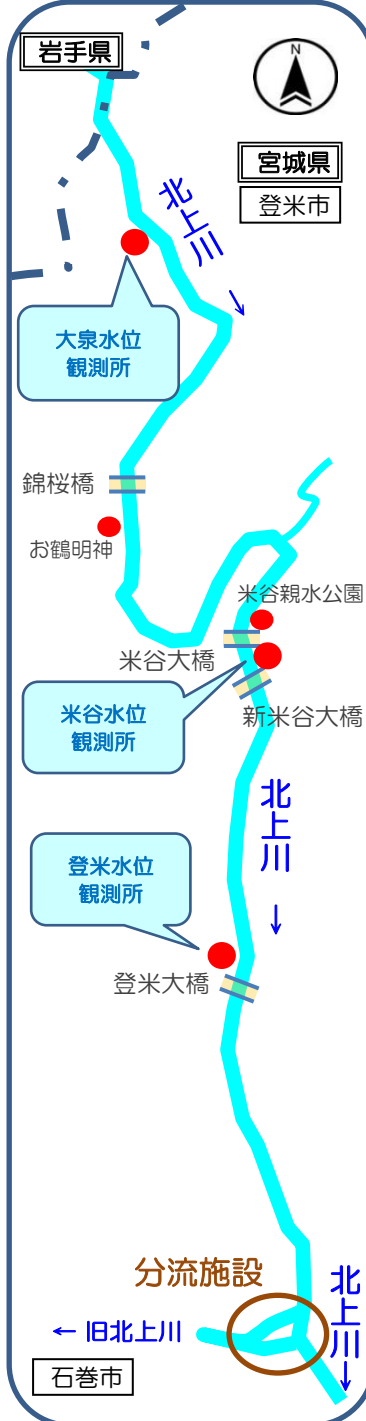 岩手県
N
宮城県
登米市
北上川
↓
大泉水位
観測所
錦桜橋
お鶴明神
米谷親水公園
米谷大橋
米谷水位
観測所
新米谷大橋
北上川
↓
登米水位
観測所
登米大橋
分流施設
北上川↓
← 旧北上川
石巻市